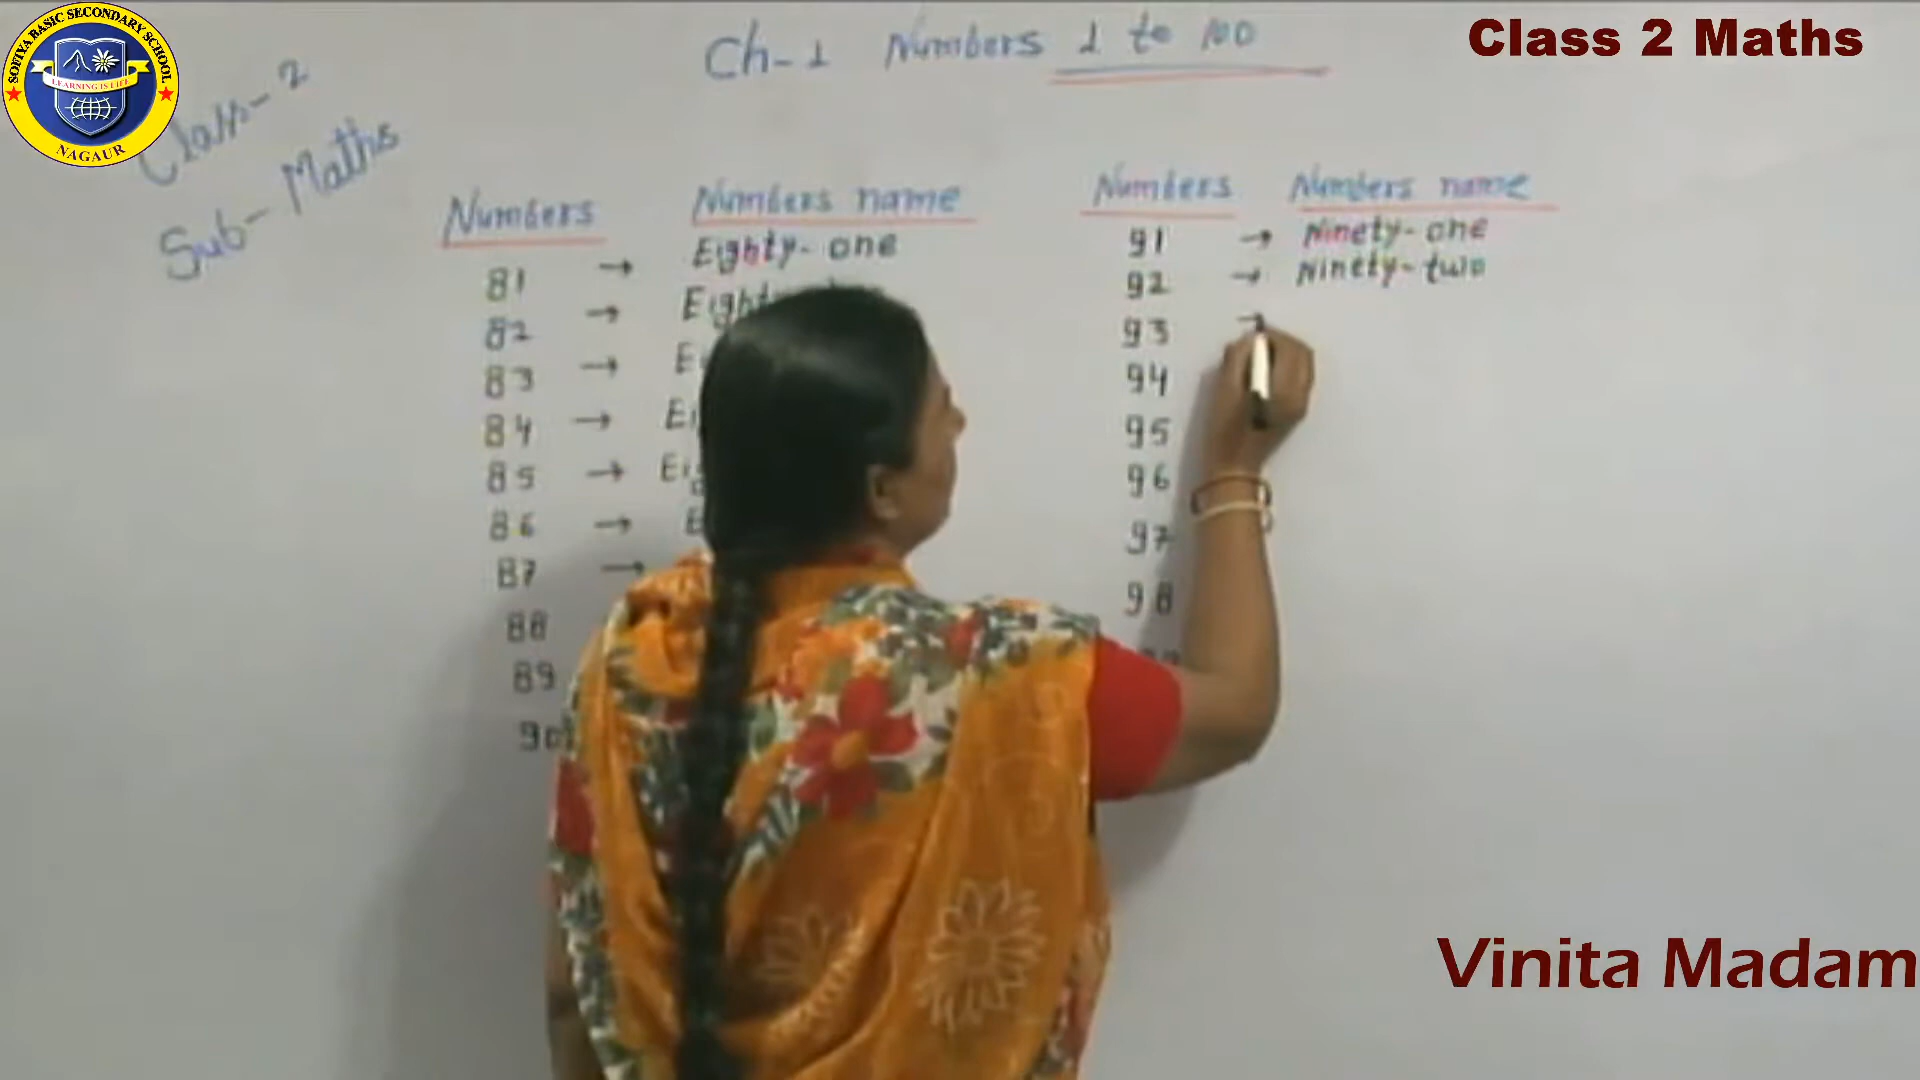 SOFIYA BASIC SECONDARY SCHOOL
LEARNING IS LIFE
NAGAUR
Class 2 Maths
Class-2
Sub-Maths
Ch-1 Numbers 1 to 100
Numbers Numbers name
81 → Eighty-one
82 →
83 →
84 →
85 →
86 →
87 →
88
89
90
Numbers Numbers name
91 → Ninety-one
92 → Ninety-two
93 →
94
95
96
97
98
Vinita Madam